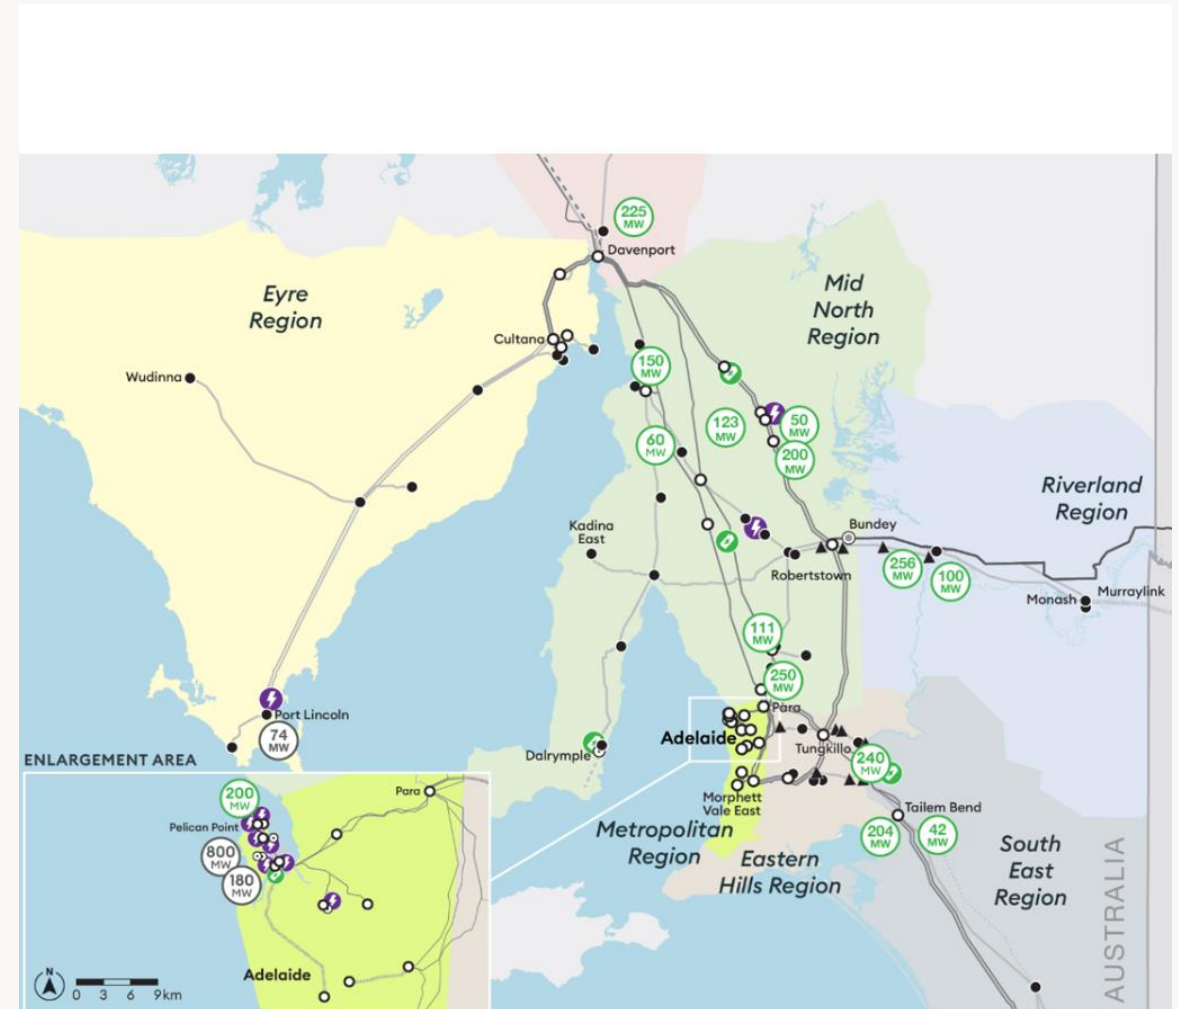 225
MW
Davenport
Eyre
Region
Mid
North
Region
Cultana
Wudinna
150
MW
123
MW
50
MW
60
MW
200
MW
Riverland
Region
Kadina
East
Bundey
Robertstown
256
MW
100
MW
Monash
Murraylink
111
MW
250
MW
Port Lincoln
74
MW
Para
Adelaide
Tungkillo
Dalrymple
240
MW
Morphett
Vale East
Tailem Bend
204
MW
42
MW
Metropolitan
Region
Eastern
Hills Region
South
East
Region
AUSTRALIA
ENLARGEMENT AREA
200
MW
Para
Pelican Point
800
MW
180
MW
Adelaide
N
0 3 6 9km